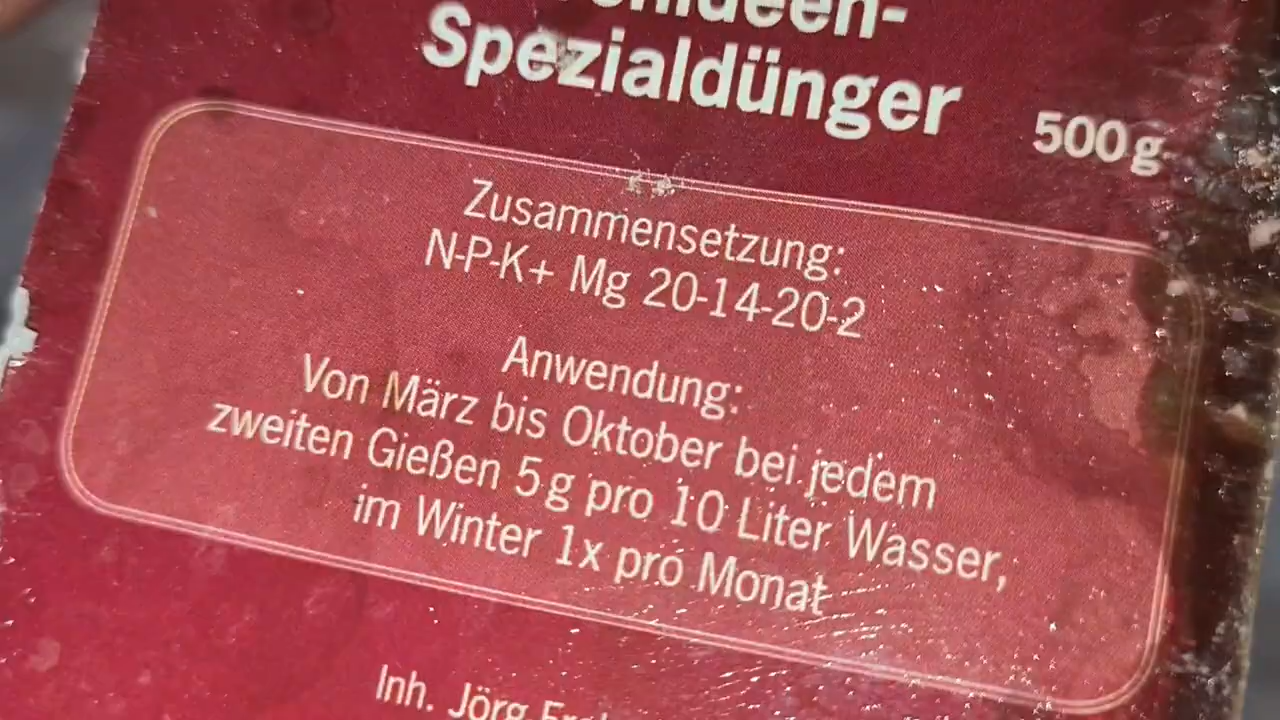 Spezialdünger
500g
Zusammensetzung:
N-P-K+ Mg 20-14-20-2
Anwendung:
Von März bis Oktober bei jedem
zweiten Gießen 5g pro 10 Liter Wasser,
im Winter 1x pro Monat
Inh. Jörg